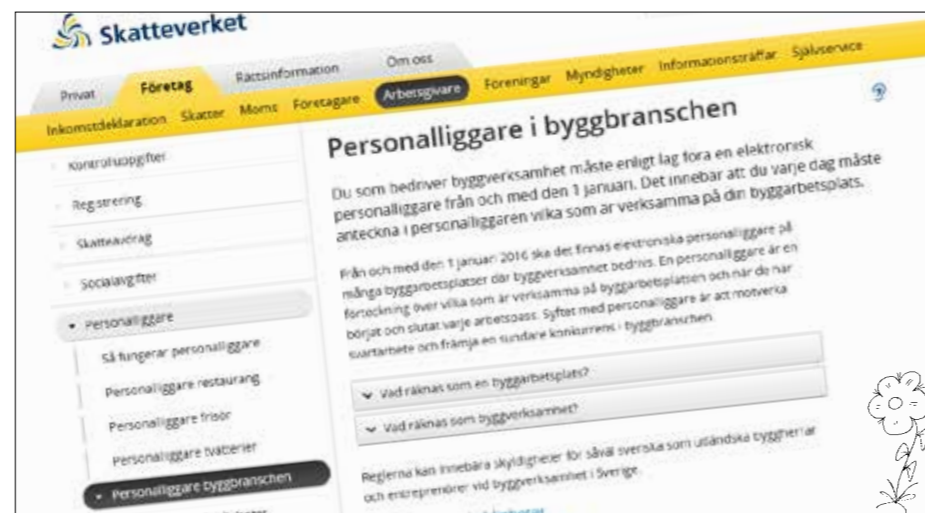 Skatteverket
Privat
Företag
Rättsinformation
Om oss
Inkomstdeklaration Skatter Moms Företagare Arbetsgivare Föreningar Myndigheter Informationsträffar Självservice
Kontrolluppgifter
Registrering
Skatteavdrag
Socialavgifter
Personalliggare
Så fungerar personalliggare
Personalliggare restaurang
Personalliggare frisör
Personalliggare tvätterier
Personalliggare byggbranschen
Personalliggare i byggbranschen
Du som bedriver byggverksamhet måste enligt lag föra en elektronisk
personalliggare från och med den 1 januari. Det innebär att du varje dag måste
anteckna i personalliggaren vilka som är verksamma på din byggarbetsplats.
Från och med den 1 januari 2016 ska det finnas elektroniska personalliggare på
många byggarbetsplatser där byggverksamhet bedrivs. En personalliggare är en
förteckning över vilka som är verksamma på byggarbetsplatsen och när de har
börjat och slutat varje arbetspass. Syftet med personalliggare är att motverka
svartarbete och främja en sundare konkurrens i byggbranschen.
Vad räknas som en byggarbetsplats?
Vad räknas som byggverksamhet?
Reglerna kan innebära skyldigheter för såväl svenska som utländska byggherrar
och entreprenörer vid byggverksamhet i Sverige.